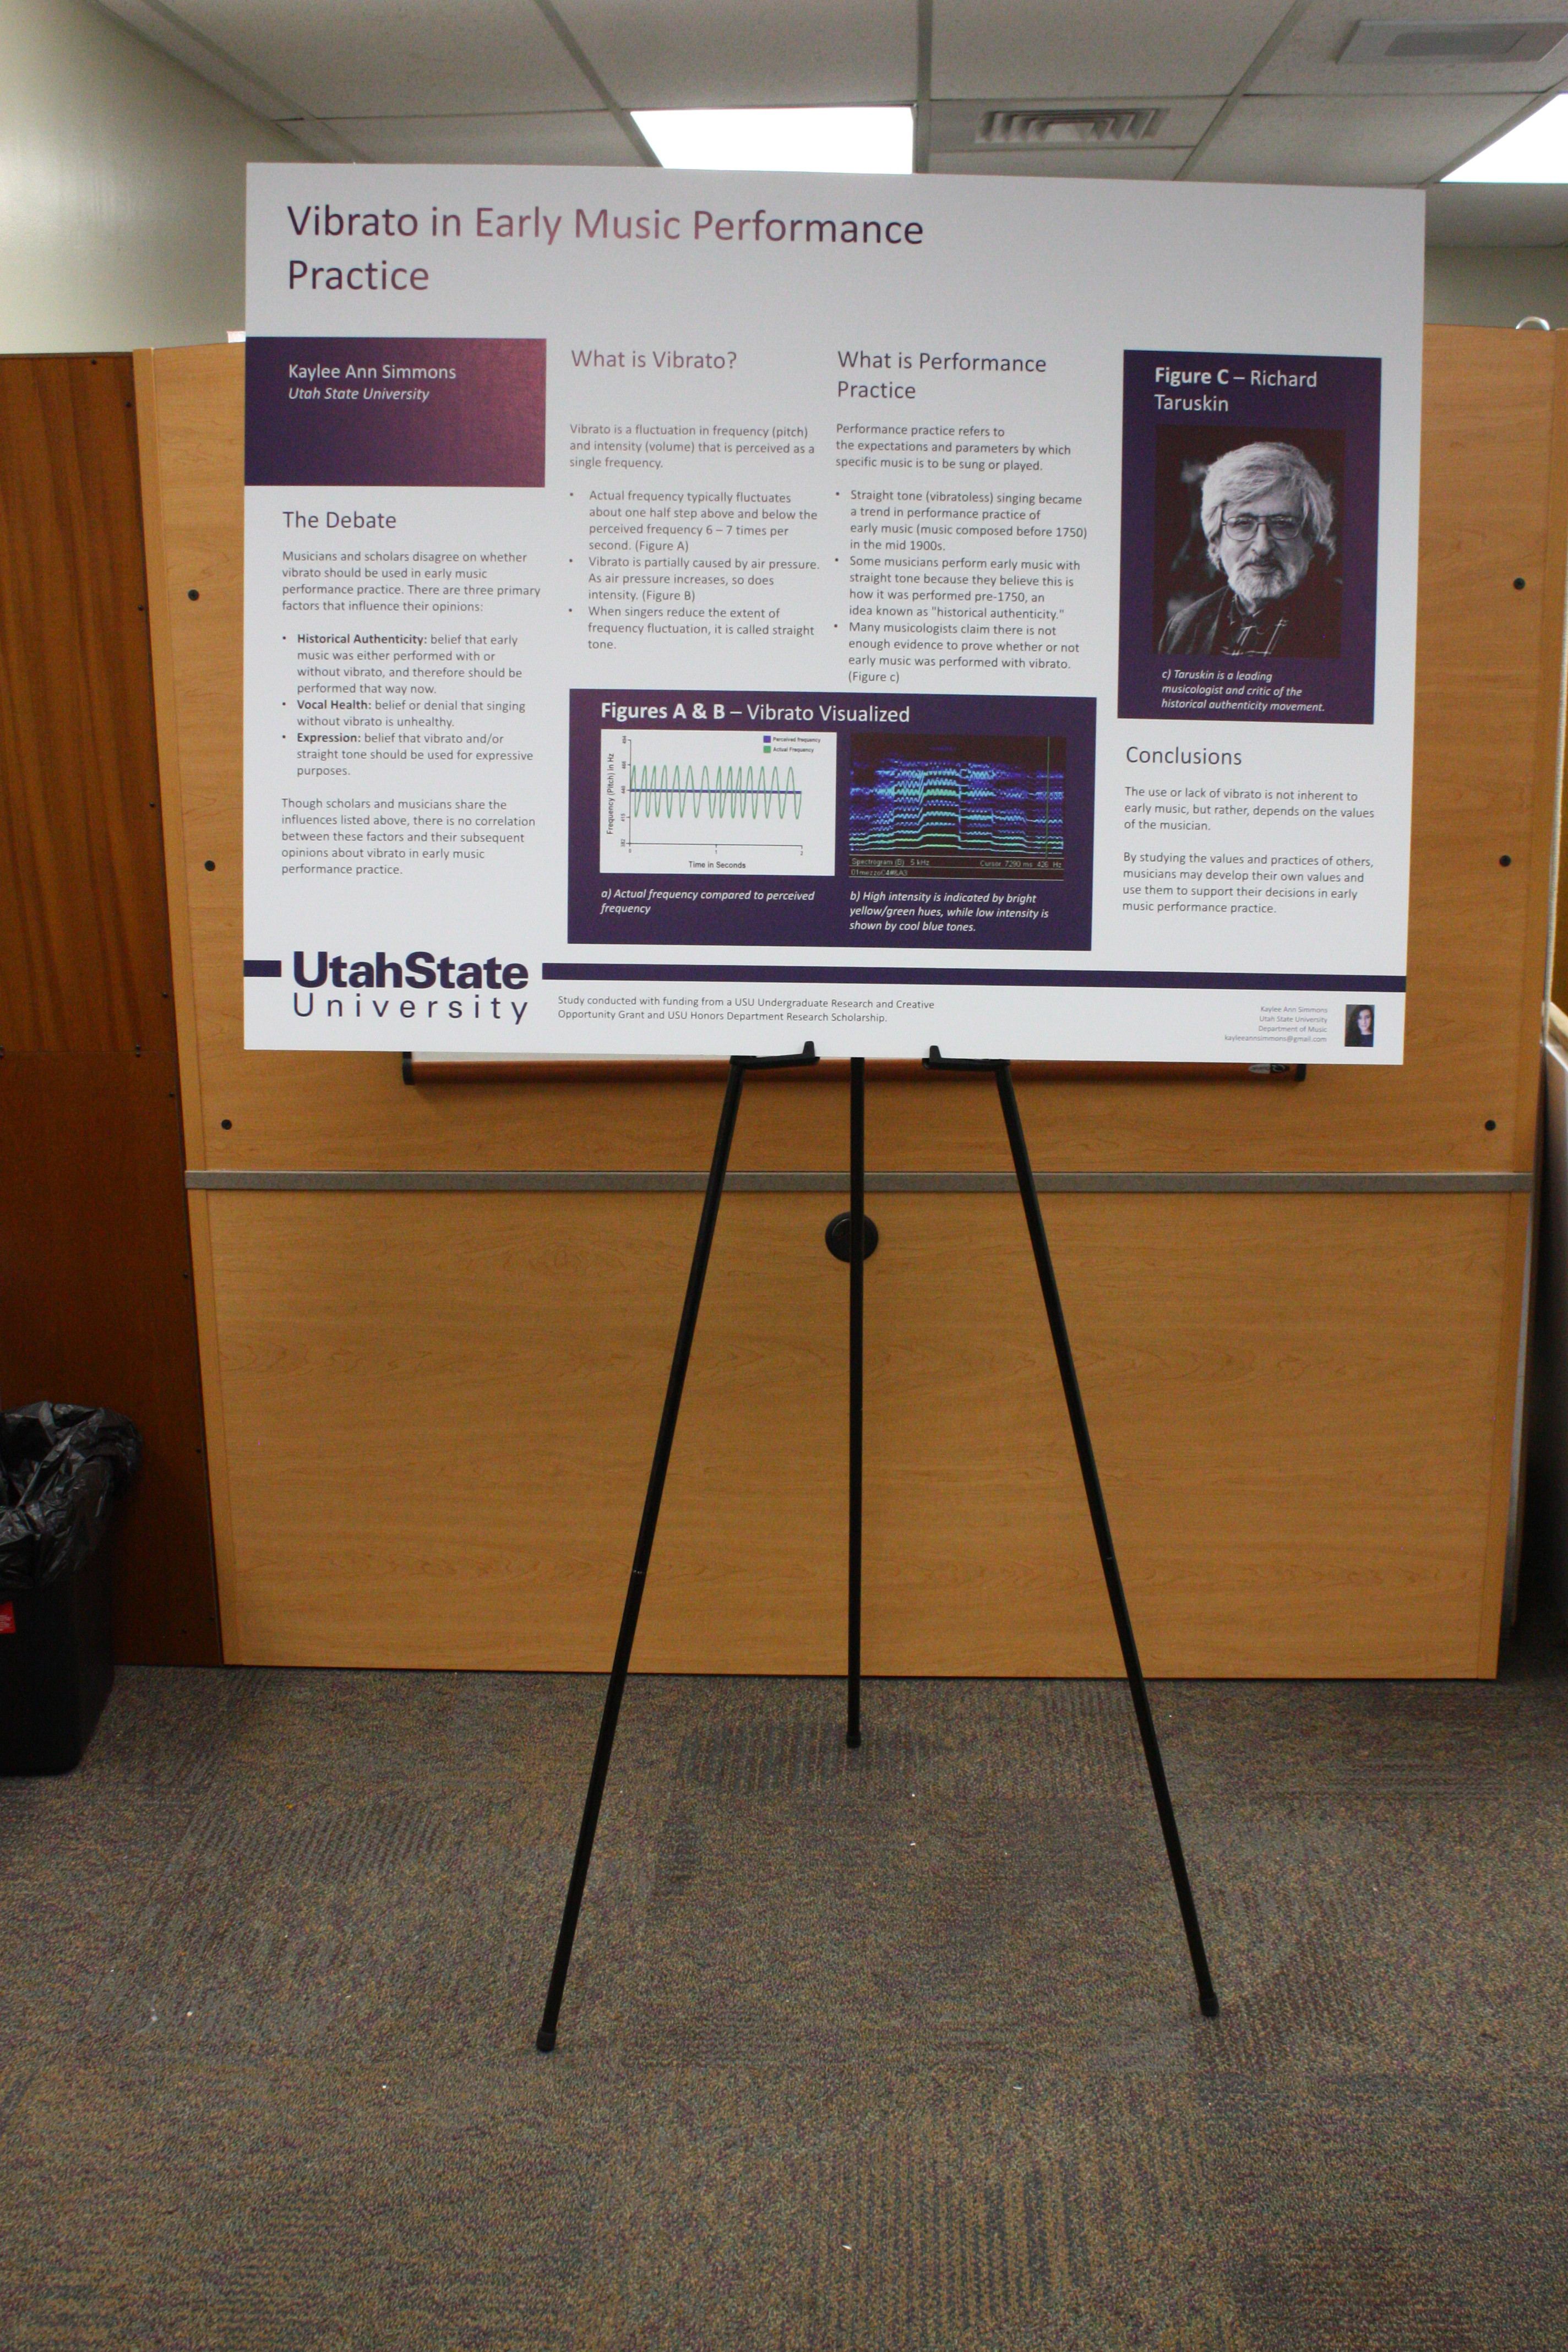 Vibrato in Early Music Performance
Practice
Kaylee Ann Simmons
Utah State University
The Debate
Musicians and scholars disagree on whether
vibrato should be used in early music
performance practice. There are three primary
factors that influence their opinions:
• Historical Authenticity: belief that early
music was either performed with or
without vibrato, and therefore should be
performed that way now.
• Vocal Health: belief or denial that singing
without vibrato is unhealthy.
• Expression: belief that vibrato and/or
straight tone should be used for expressive
purposes.
Though scholars and musicians share the
influences listed above, there is no correlation
between these factors and their subsequent
opinions about vibrato in early music
performance practice.
What is Vibrato?
Vibrato is a fluctuation in frequency (pitch)
and intensity (volume) that is perceived as a
single frequency.
• Actual frequency typically fluctuates
about one half step above and below the
perceived frequency 6 – 7 times per
second. (Figure A)
• Vibrato is partially caused by air pressure.
As air pressure increases, so does
intensity. (Figure B)
• When singers reduce the extent of
frequency fluctuation, it is called straight
tone.
What is Performance
Practice
Performance practice refers to
the expectations and parameters by which
specific music is to be sung or played.
• Straight tone (vibratoless) singing became
a trend in performance practice of
early music (music composed before 1750)
in the mid 1900s.
• Some musicians perform early music with
straight tone because they believe this is
how it was performed pre-1750, an
idea known as "historical authenticity."
• Many musicologists claim there is not
enough evidence to prove whether or not
early music was performed with vibrato.
(Figure c)
Figures A & B – Vibrato Visualized
Perceived frequency
Actual Frequency
Frequency (Pitch) in Hz
0 1 2
Time in Seconds
a) Actual frequency compared to perceived
frequency
Spectrogram (B) 5 kHz Cursor 7290 ms 426 Hz
b) High intensity is indicated by bright
yellow/green hues, while low intensity is
shown by cool blue tones.
Figure C – Richard
Taruskin
c) Taruskin is a leading
musicologist and critic of the
historical authenticity movement.
Conclusions
The use or lack of vibrato is not inherent to
early music, but rather, depends on the values
of the musician.
By studying the values and practices of others,
musicians may develop their own values and
use them to support their decisions in early
music performance practice.
UtahState
University
Study conducted with funding from a USU Undergraduate Research and Creative
Opportunity Grant and USU Honors Department Research Scholarship.
Kaylee Ann Simmons
Utah State University
Department of Music
kayleeannsimmons@gmail.com